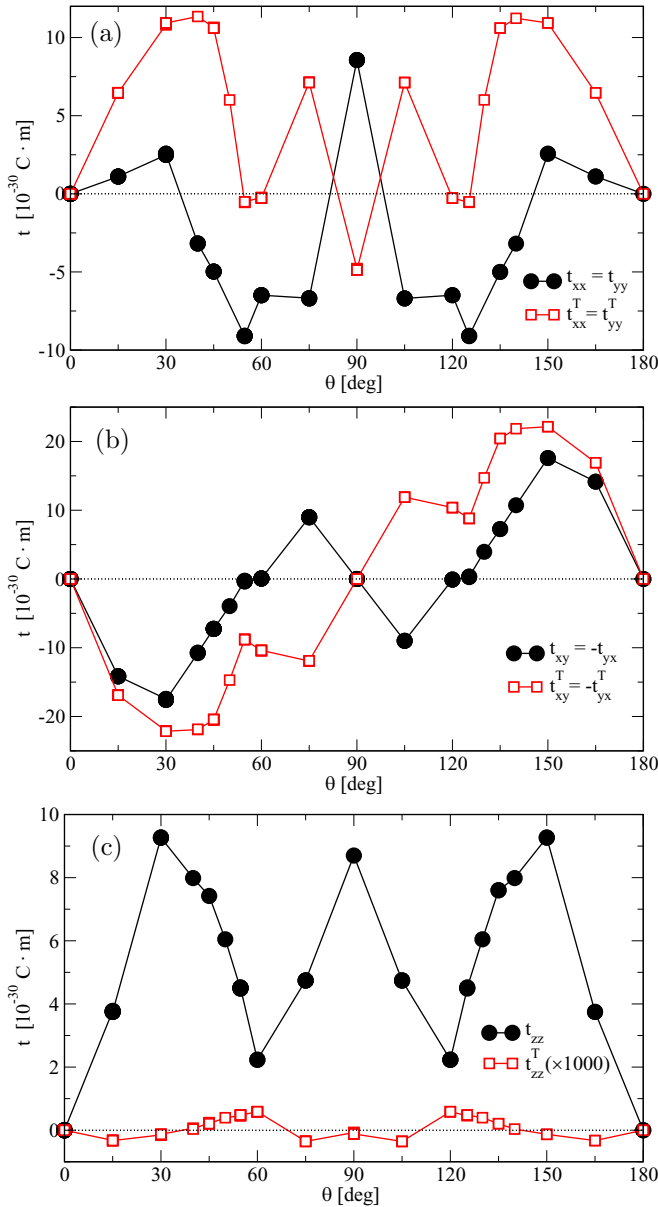 (a)
10
5
0
-5
-10
t [10^-30 C · m]
t_xx = t_yy
t^T_xx = t^T_yy
0 30 60 90 120 150 180
θ [deg]
(b)
20
10
0
-10
-20
t [10^-30 C · m]
t_xy = -t_yx
t^T_xy = -t^T_yx
0 30 60 90 120 150 180
θ [deg]
(c)
10
8
6
4
2
0
t [10^-30 C · m]
t_zz
t^T_zz(×1000)
0 30 60 90 120 150 180
θ [deg]